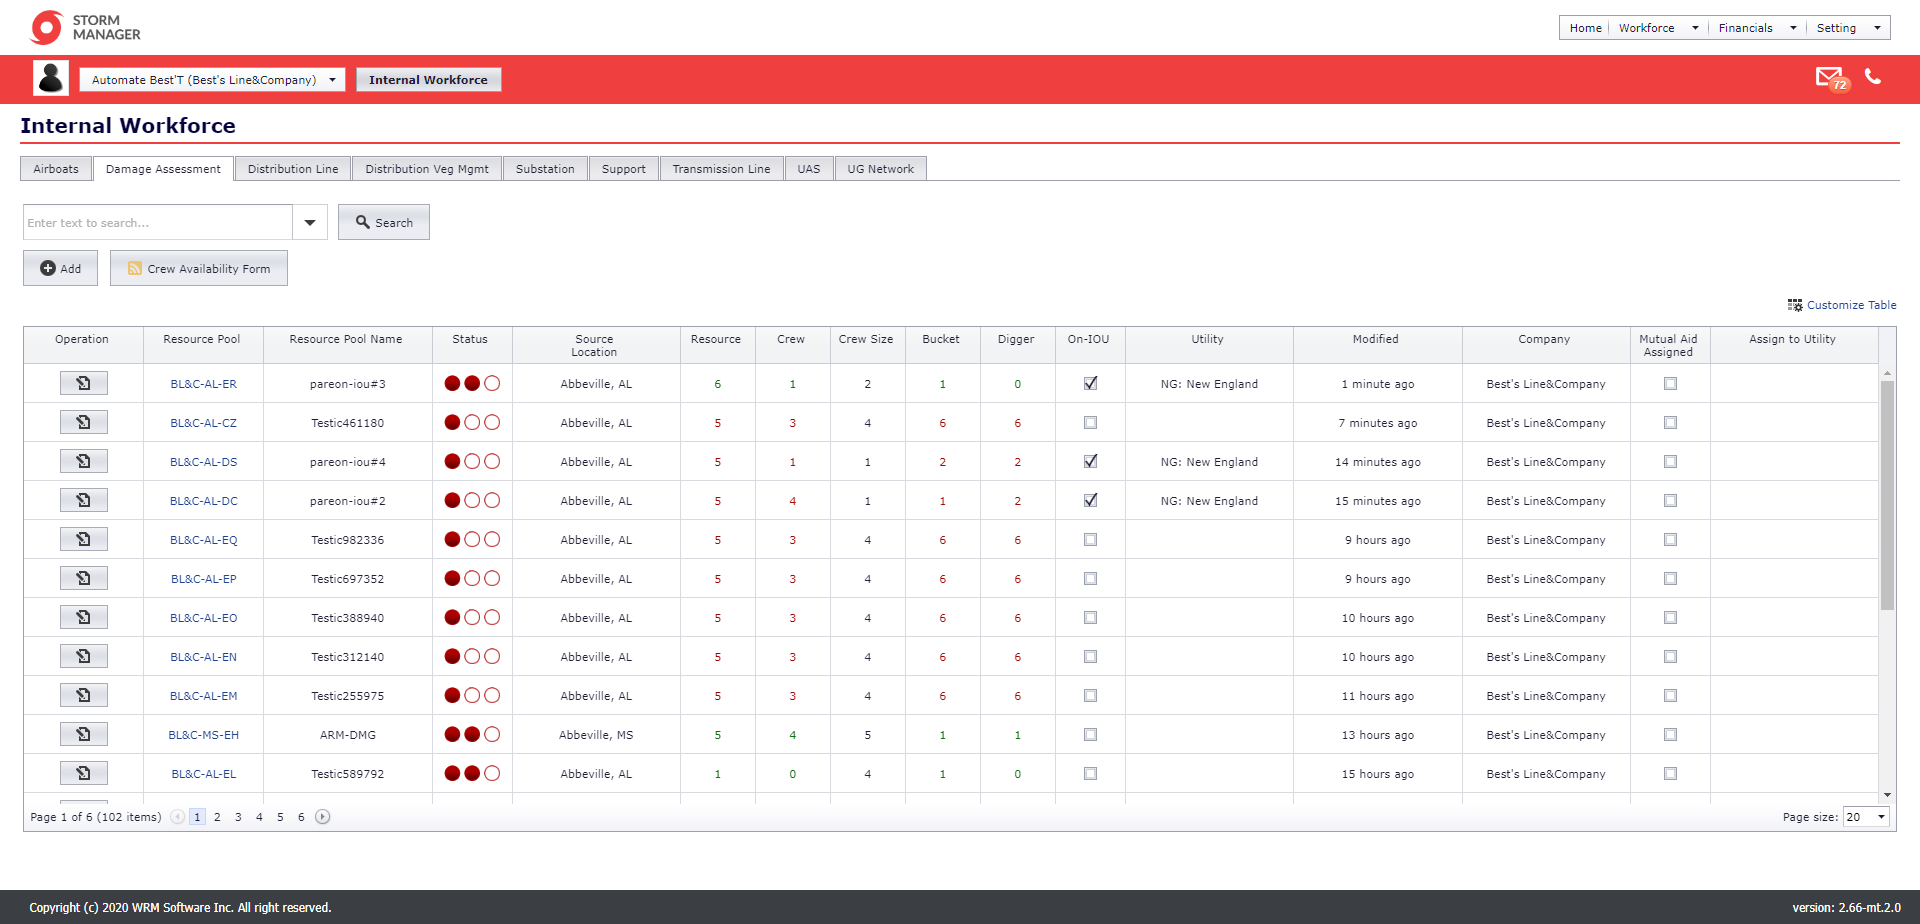 STORM
MANAGER
Home Workforce Financials Setting
Automate Best'T (Best's Line&Company) Internal Workforce 72
Internal Workforce
Airboats Damage Assessment Distribution Line Distribution Veg Mgmt Substation Support Transmission Line UAS UG Network
Enter text to search... Search
Add Crew Availability Form
Customize Table
Operation Resource Pool Resource Pool Name Status Source Location Resource Crew Crew Size Bucket Digger On-IOU Utility Modified Company Mutual Aid Assigned Assign to Utility
BL&C-AL-ER pareon-iou#3 Abbeville, AL 6 1 2 1 0 NG: New England 1 minute ago Best's Line&Company
BL&C-AL-CZ Testic461180 Abbeville, AL 5 3 4 6 6 7 minutes ago Best's Line&Company
BL&C-AL-DS pareon-iou#4 Abbeville, AL 5 1 1 2 2 NG: New England 14 minutes ago Best's Line&Company
BL&C-AL-DC pareon-iou#2 Abbeville, AL 5 4 1 1 2 NG: New England 15 minutes ago Best's Line&Company
BL&C-AL-EQ Testic982336 Abbeville, AL 5 3 4 6 6 9 hours ago Best's Line&Company
BL&C-AL-EP Testic697352 Abbeville, AL 5 3 4 6 6 9 hours ago Best's Line&Company
BL&C-AL-EO Testic388940 Abbeville, AL 5 3 4 6 6 10 hours ago Best's Line&Company
BL&C-AL-EN Testic312140 Abbeville, AL 5 3 4 6 6 10 hours ago Best's Line&Company
BL&C-AL-EM Testic255975 Abbeville, AL 5 3 4 6 6 11 hours ago Best's Line&Company
BL&C-MS-EH ARM-DMG Abbeville, MS 5 4 5 1 1 13 hours ago Best's Line&Company
BL&C-AL-EL Testic589792 Abbeville, AL 1 0 4 1 0 15 hours ago Best's Line&Company
Page 1 of 6 (102 items) 1 2 3 4 5 6 Page size: 20
Copyright (c) 2020 WRM Software Inc. All right reserved. version: 2.66-mt.2.0